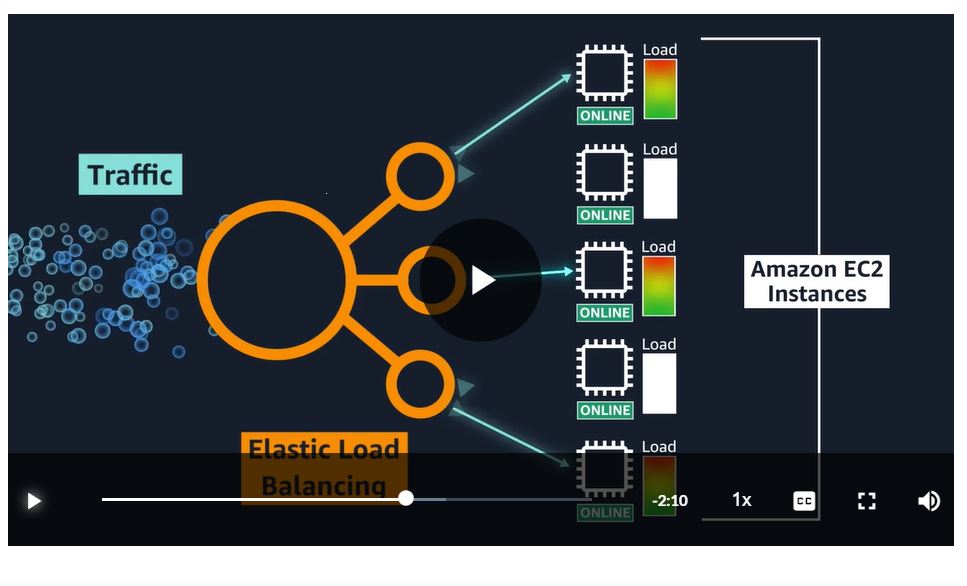 Load
ONLINE
Load
Traffic
ONLINE
Load
Amazon EC2
Instances
ONLINE
Load
ONLINE
Elastic Load
Balancing
Load
-2:10
1x
CC
ONLINE